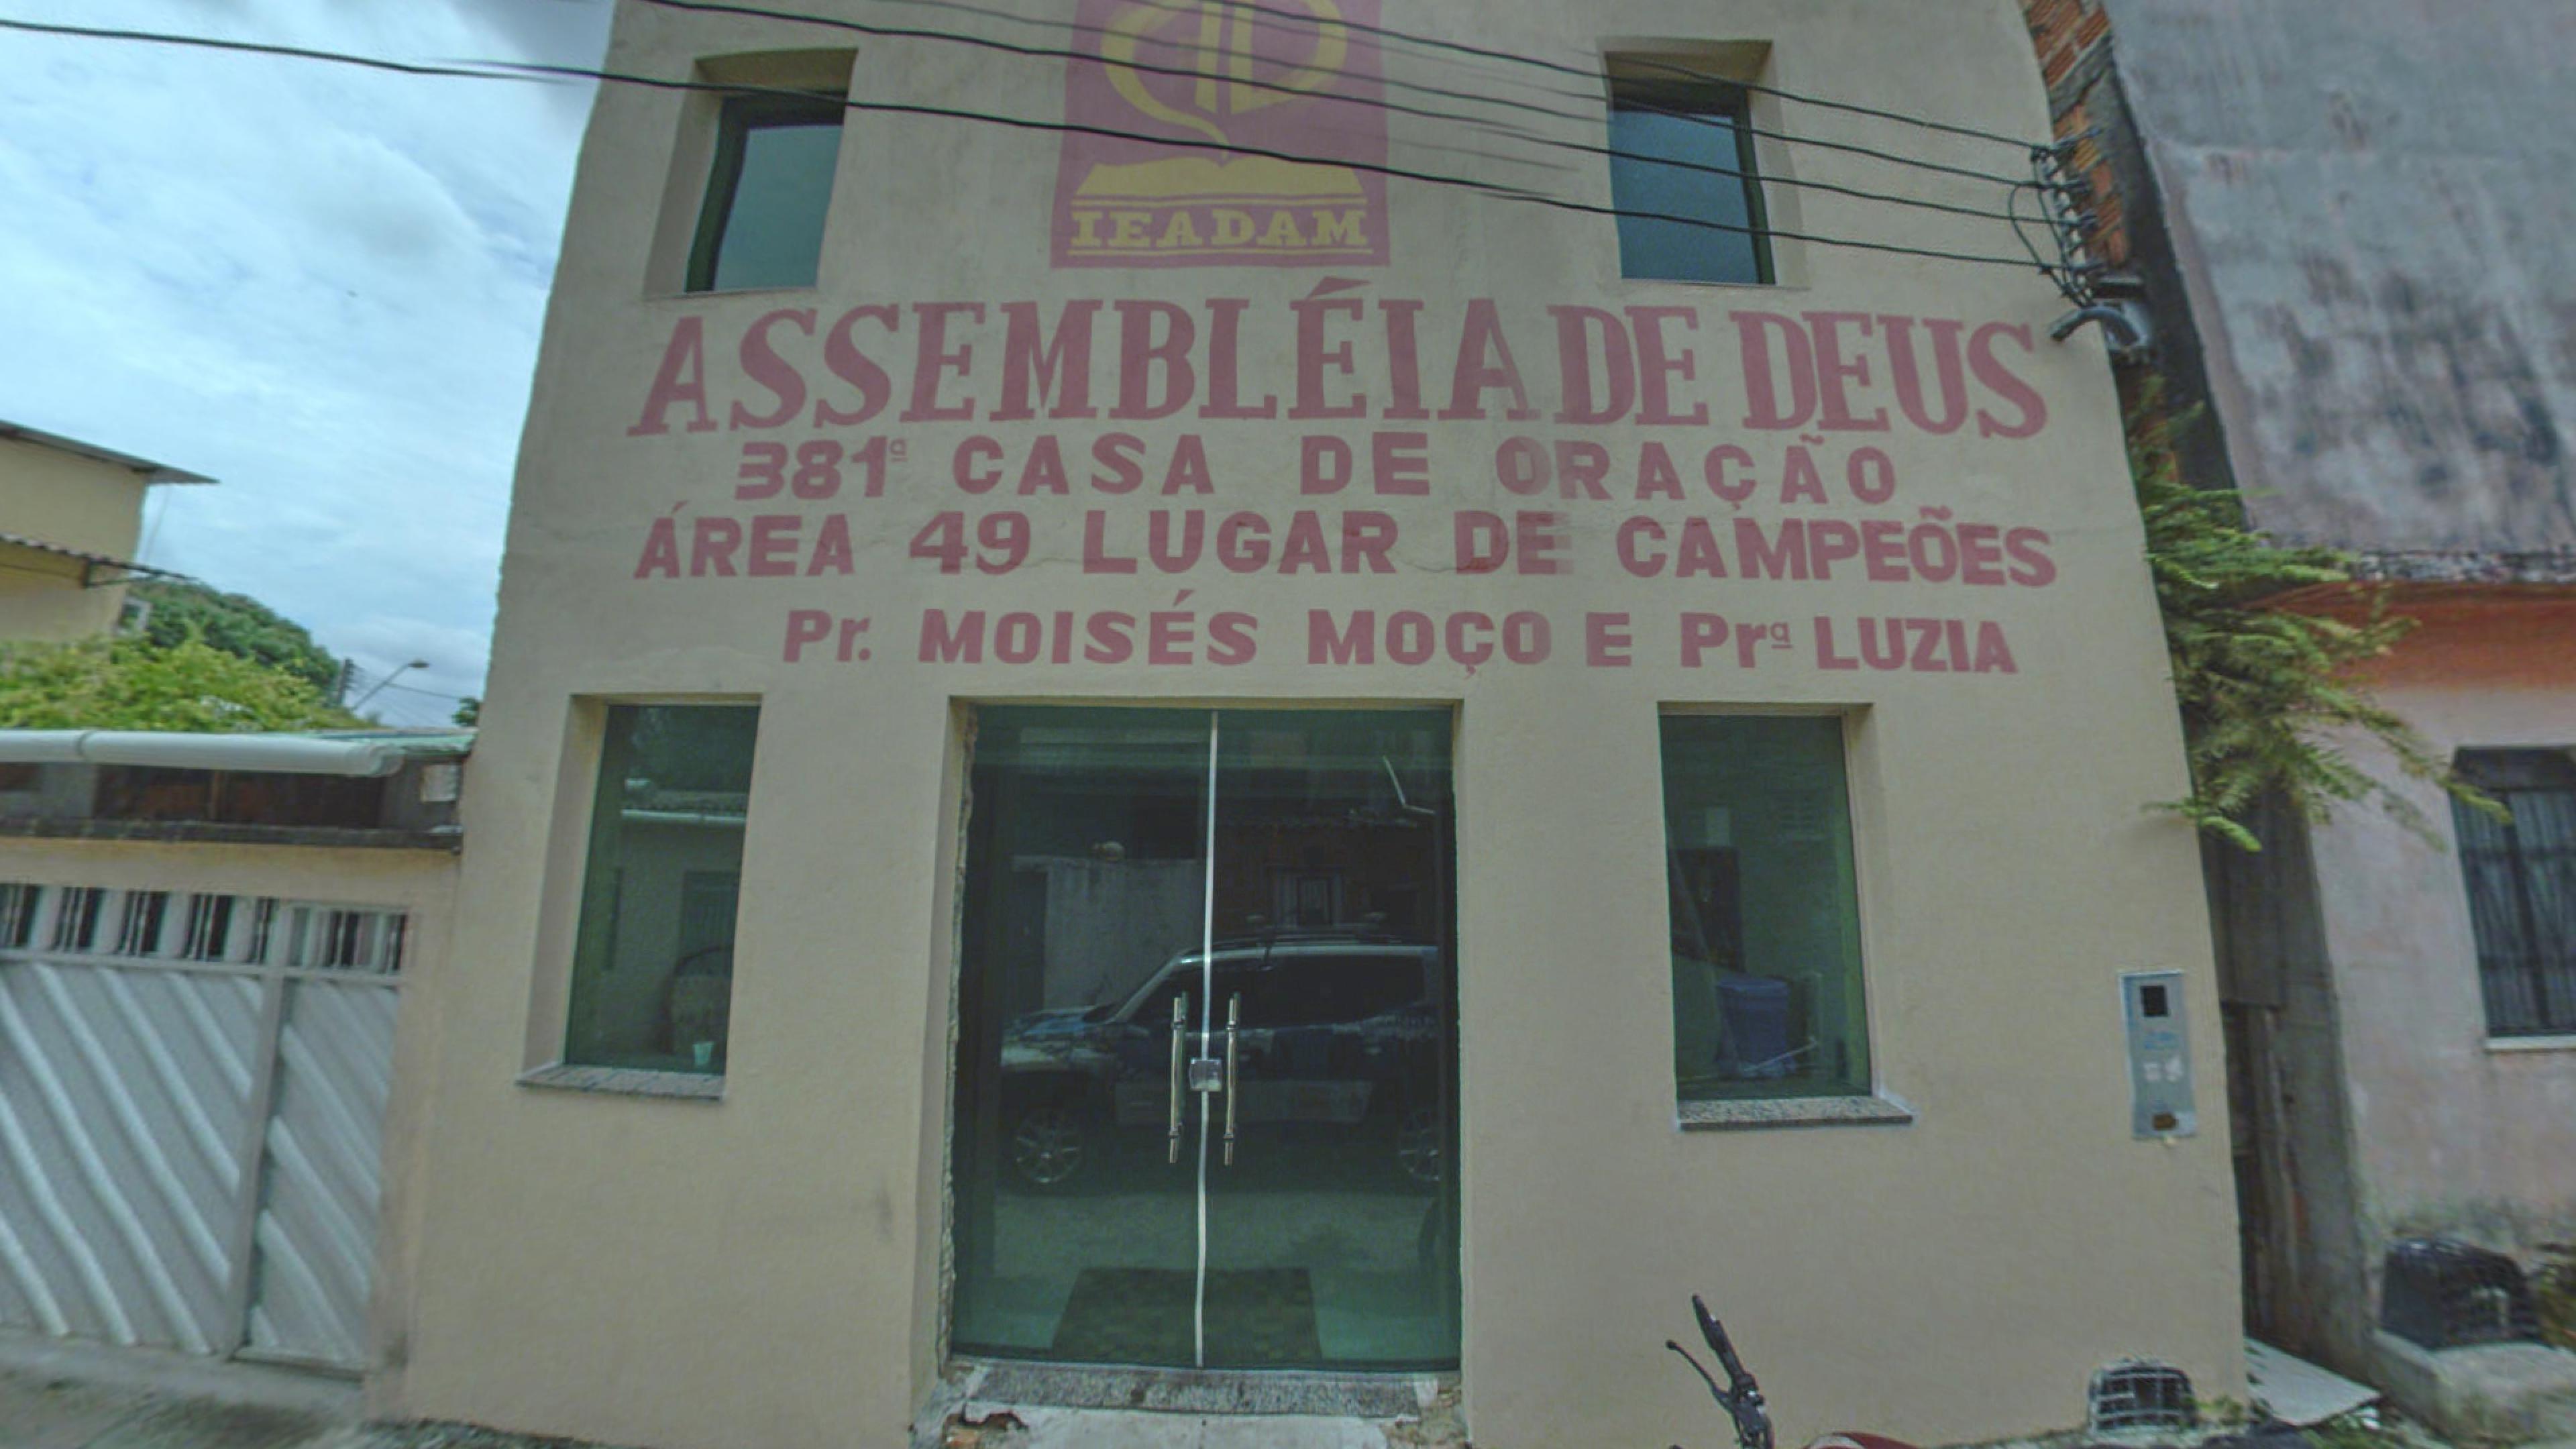 IEADAM
ASSEMBLÉIA DE DEUS
381ª CASA DE ORAÇÃO
ÁREA 49 LUGAR DE CAMPEÕES
Pr. MOISÉS MOÇO E Prª LUZIA